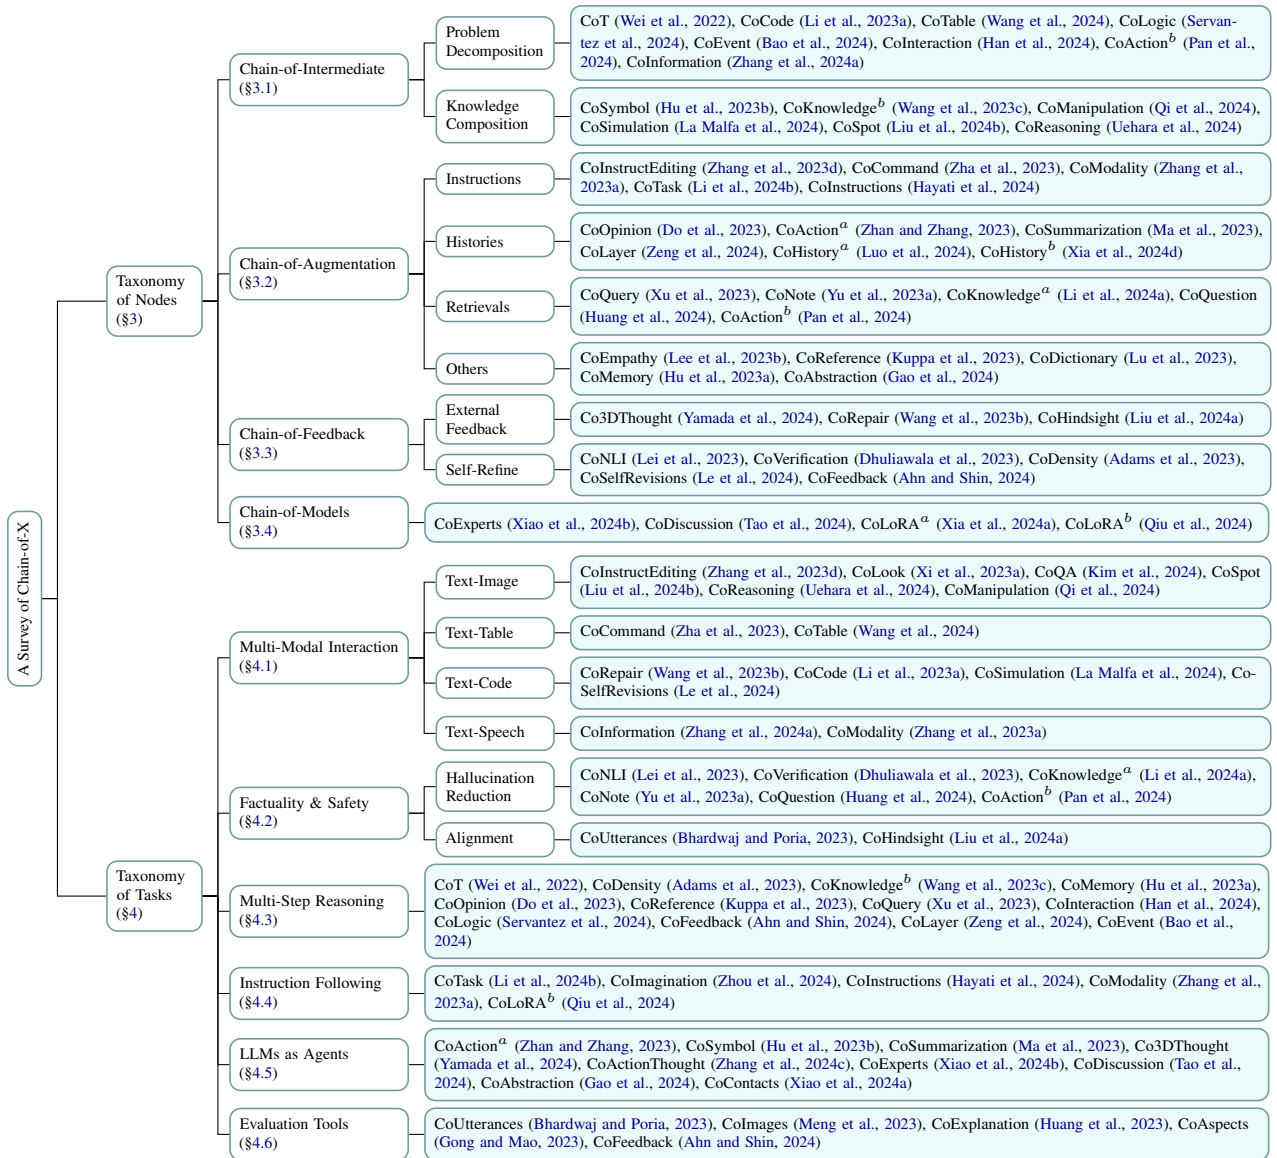 A Survey of Chain-of-X
Taxonomy
of Nodes
(§3)
Chain-of-Intermediate
(§3.1)
Problem
Decomposition
CoT (Wei et al., 2022), CoCode (Li et al., 2023a), CoTable (Wang et al., 2024), CoLogic (Servan-
tez et al., 2024), CoEvent (Bao et al., 2024), CoInteraction (Han et al., 2024), CoAction^b (Pan et al.,
2024), CoInformation (Zhang et al., 2024a)
Knowledge
Composition
CoSymbol (Hu et al., 2023b), CoKnowledge^b (Wang et al., 2023c), CoManipulation (Qi et al., 2024),
CoSimulation (La Malfa et al., 2024), CoSpot (Liu et al., 2024b), CoReasoning (Uehara et al., 2024)
Chain-of-Augmentation
(§3.2)
Instructions
CoInstructEditing (Zhang et al., 2023d), CoCommand (Zha et al., 2023), CoModality (Zhang et al.,
2023a), CoTask (Li et al., 2024b), CoInstructions (Hayati et al., 2024)
Histories
CoOpinion (Do et al., 2023), CoAction^a (Zhan and Zhang, 2023), CoSummarization (Ma et al., 2023),
CoLayer (Zeng et al., 2024), CoHistory^a (Luo et al., 2024), CoHistory^b (Xia et al., 2024d)
Retrievals
CoQuery (Xu et al., 2023), CoNote (Yu et al., 2023a), CoKnowledge^a (Li et al., 2024a), CoQuestion
(Huang et al., 2024), CoAction^b (Pan et al., 2024)
Others
CoEmpathy (Lee et al., 2023b), CoReference (Kuppa et al., 2023), CoDictionary (Lu et al., 2023),
CoMemory (Hu et al., 2023a), CoAbstraction (Gao et al., 2024)
Chain-of-Feedback
(§3.3)
External
Feedback
Co3DThought (Yamada et al., 2024), CoRepair (Wang et al., 2023b), CoHindsight (Liu et al., 2024a)
Self-Refine
CoNLI (Lei et al., 2023), CoVerification (Dhuliawala et al., 2023), CoDensity (Adams et al., 2023),
CoSelfRevisions (Le et al., 2024), CoFeedback (Ahn and Shin, 2024)
Chain-of-Models
(§3.4)
CoExperts (Xiao et al., 2024b), CoDiscussion (Tao et al., 2024), CoLoRA^a (Xia et al., 2024a), CoLoRA^b (Qiu et al., 2024)
Taxonomy
of Tasks
(§4)
Multi-Modal Interaction
(§4.1)
Text-Image
CoInstructEditing (Zhang et al., 2023d), CoLook (Xi et al., 2023a), CoQA (Kim et al., 2024), CoSpot
(Liu et al., 2024b), CoReasoning (Uehara et al., 2024), CoManipulation (Qi et al., 2024)
Text-Table
CoCommand (Zha et al., 2023), CoTable (Wang et al., 2024)
Text-Code
CoRepair (Wang et al., 2023b), CoCode (Li et al., 2023a), CoSimulation (La Malfa et al., 2024), Co-
SelfRevisions (Le et al., 2024)
Text-Speech
CoInformation (Zhang et al., 2024a), CoModality (Zhang et al., 2023a)
Factuality & Safety
(§4.2)
Hallucination
Reduction
CoNLI (Lei et al., 2023), CoVerification (Dhuliawala et al., 2023), CoKnowledge^a (Li et al., 2024a),
CoNote (Yu et al., 2023a), CoQuestion (Huang et al., 2024), CoAction^b (Pan et al., 2024)
Alignment
CoUtterances (Bhardwaj and Poria, 2023), CoHindsight (Liu et al., 2024a)
Multi-Step Reasoning
(§4.3)
CoT (Wei et al., 2022), CoDensity (Adams et al., 2023), CoKnowledge^b (Wang et al., 2023c), CoMemory (Hu et al., 2023a),
CoOpinion (Do et al., 2023), CoReference (Kuppa et al., 2023), CoQuery (Xu et al., 2023), CoInteraction (Han et al., 2024),
CoLogic (Servantez et al., 2024), CoFeedback (Ahn and Shin, 2024), CoLayer (Zeng et al., 2024), CoEvent (Bao et al.,
2024)
Instruction Following
(§4.4)
CoTask (Li et al., 2024b), CoImagination (Zhou et al., 2024), CoInstructions (Hayati et al., 2024), CoModality (Zhang et al.,
2023a), CoLoRA^b (Qiu et al., 2024)
LLMs as Agents
(§4.5)
CoAction^a (Zhan and Zhang, 2023), CoSymbol (Hu et al., 2023b), CoSummarization (Ma et al., 2023), Co3DThought
(Yamada et al., 2024), CoActionThought (Zhang et al., 2024c), CoExperts (Xiao et al., 2024b), CoDiscussion (Tao et al.,
2024), CoAbstraction (Gao et al., 2024), CoContacts (Xiao et al., 2024a)
Evaluation Tools
(§4.6)
CoUtterances (Bhardwaj and Poria, 2023), CoImages (Meng et al., 2023), CoExplanation (Huang et al., 2023), CoAspects
(Gong and Mao, 2023), CoFeedback (Ahn and Shin, 2024)